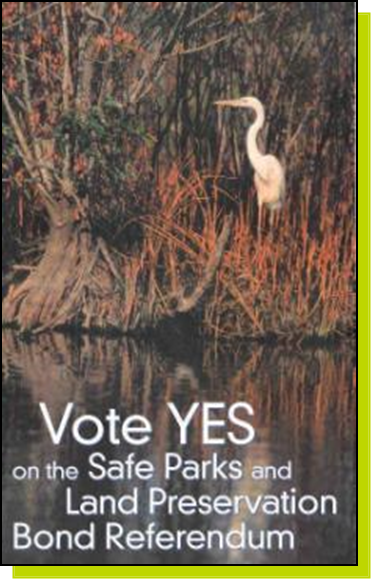 Vote YES
on the Safe Parks and
Land Preservation
Bond Referendum